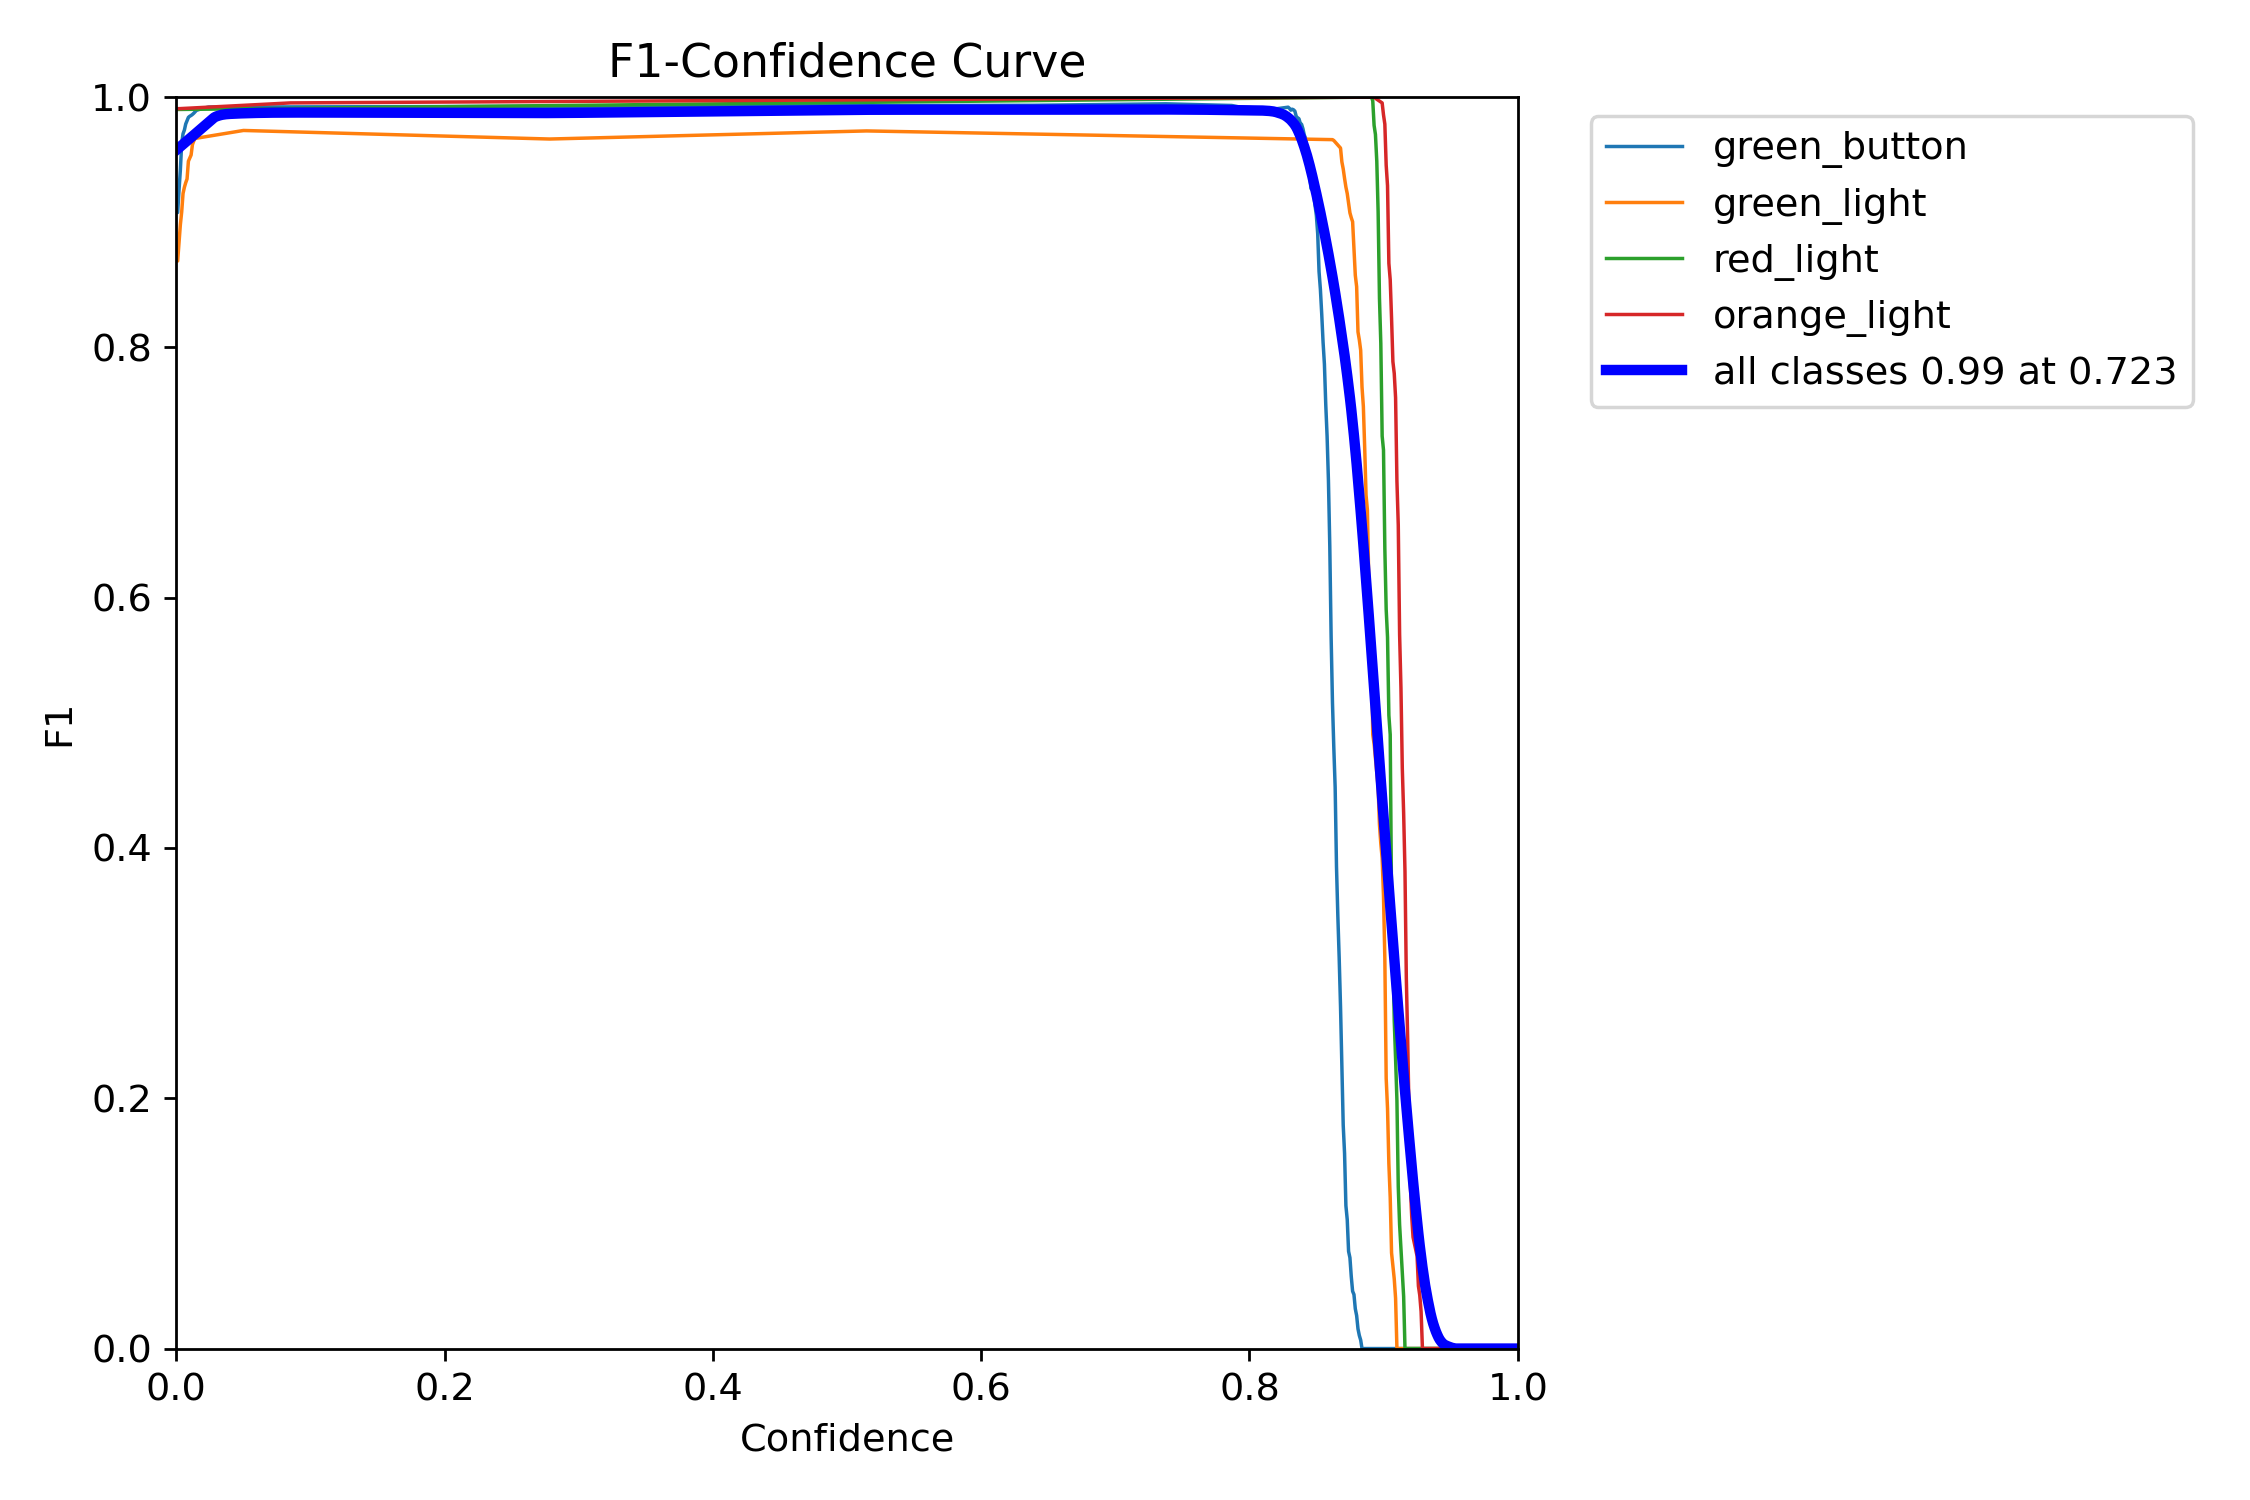 F1-Confidence Curve
1.0
0.8
0.6
0.4
0.2
0.0
F1
0.0 0.2 0.4 0.6 0.8 1.0
Confidence
green_button
green_light
red_light
orange_light
all classes 0.99 at 0.723